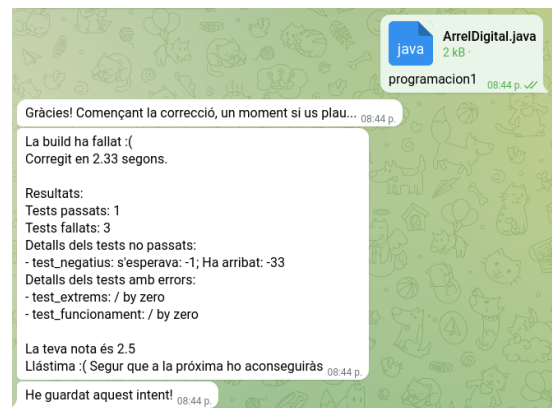 java
ArrelDigital.java
2 kB ·
programacion1 08:44 p.
Gràcies! Començant la correcció, un moment si us plau... 08:44 p.
La build ha fallat :(
Corregit en 2.33 segons.
Resultats:
Tests passats: 1
Tests fallats: 3
Detalls dels tests no passats:
- test_negatius: s'esperava: -1; Ha arribat: -33
Detalls dels tests amb errors:
- test_extrems: / by zero
- test_funcionament: / by zero
La teva nota és 2.5
Llástima :( Segur que a la próxima ho aconseguiràs 08:44 p.
He guardat aquest intent! 08:44 p.